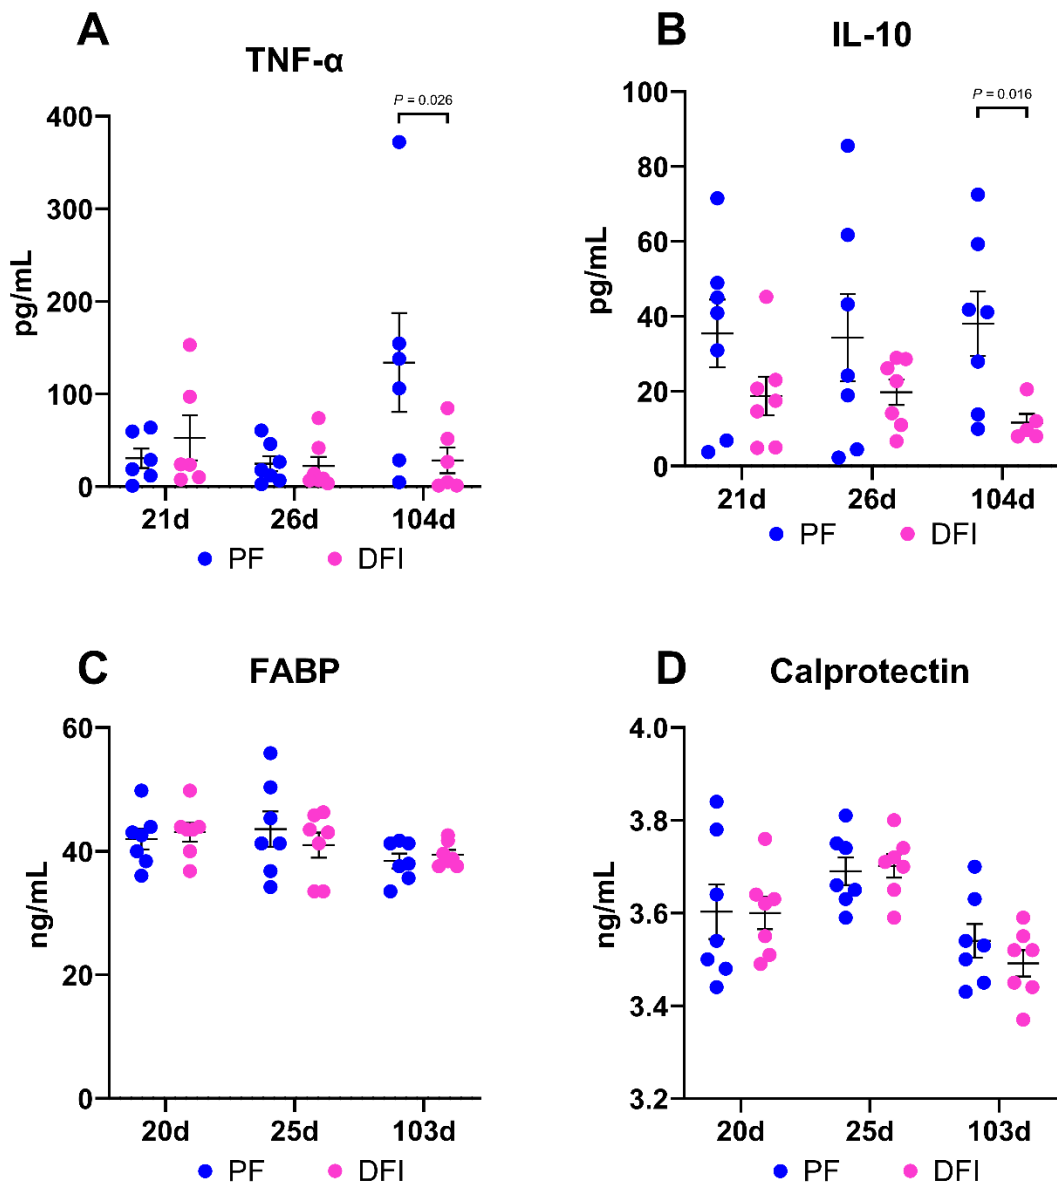 A
TNF-α
P = 0.026
pg/mL
400
300
200
100
0
21d 26d 104d
PF DFI
B
IL-10
P = 0.016
pg/mL
100
80
60
40
20
0
21d 26d 104d
PF DFI
C
FABP
ng/mL
60
40
20
0
20d 25d 103d
PF DFI
D
Calprotectin
ng/mL
4.0
3.8
3.6
3.4
3.2
20d 25d 103d
PF DFI